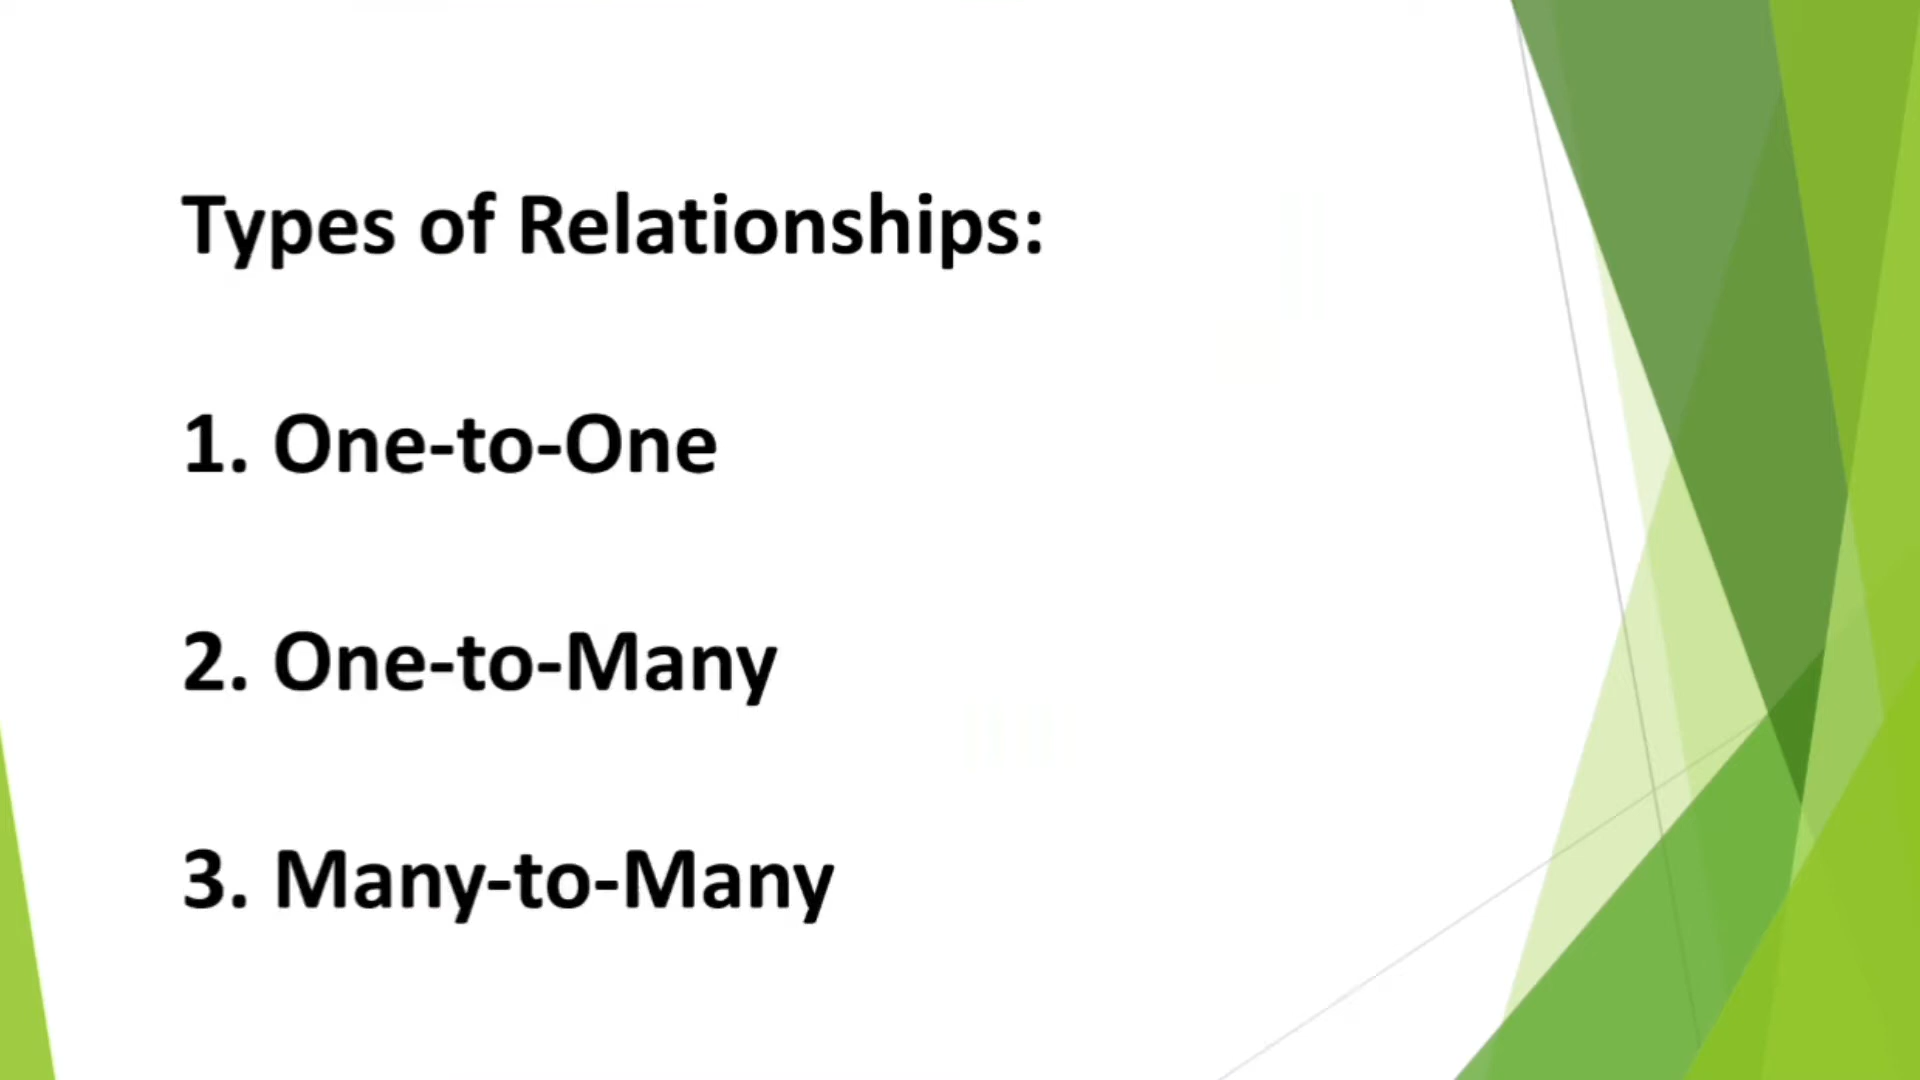 Types of Relationships:
1. One-to-One
2. One-to-Many
3. Many-to-Many